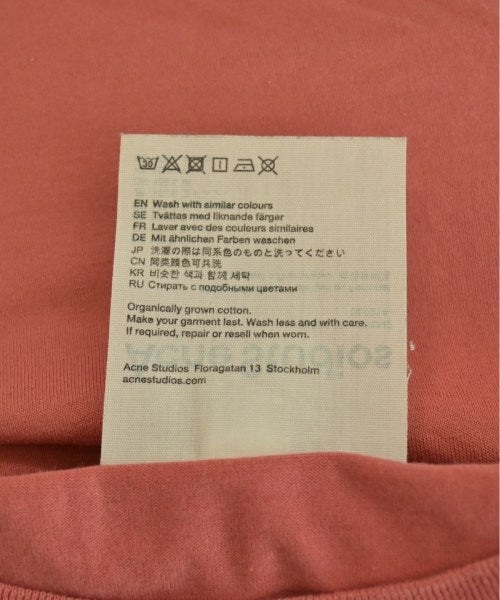 30
EN Wash with similar colours
SE Tvättas med liknande färger
FR Laver avec des couleurs similaires
DE Mit ähnlichen Farben waschen
JP 洗濯の際は同系色のものと洗ってください
CN 同类颜色可共洗
KR 비슷한 색과 함께 세탁
RU Стирать с подобными цветами
Organically grown cotton.
Make your garment last. Wash less and with care.
If required, repair or resell when worn.
Acne Studios Floragatan 13 Stockholm
acnestudios.com
Acne Studios